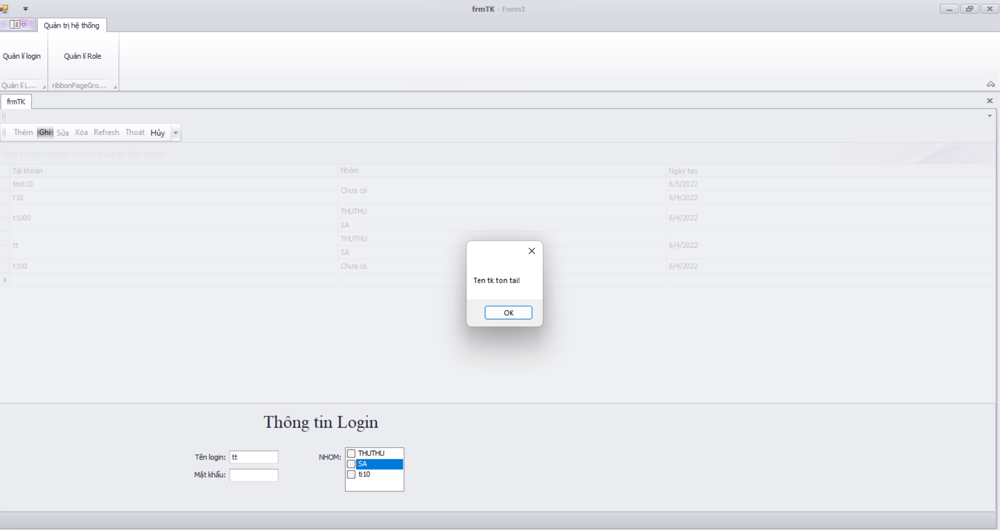 frmTK - Form1
Quản trị hệ thống
Quản lí login
Quản lí Role
Quản lí L...
ribbonPageGro...
frmTK
Thêm Ghi Sửa Xóa Refresh Thoát Hủy
Drag a column header here to group by that column
Tài khoản Nhóm Ngày tạo
test10 Chưa có 6/5/2022
t10 6/4/2022
t1000 THUTHU 6/4/2022
SA
tt THUTHU 6/4/2022
SA
t100 Chưa có 6/4/2022
Ten tk ton tai!
OK
Thông tin Login
Tên login: tt
Mật khẩu:
NHOM:
THUTHU
SA
ti10